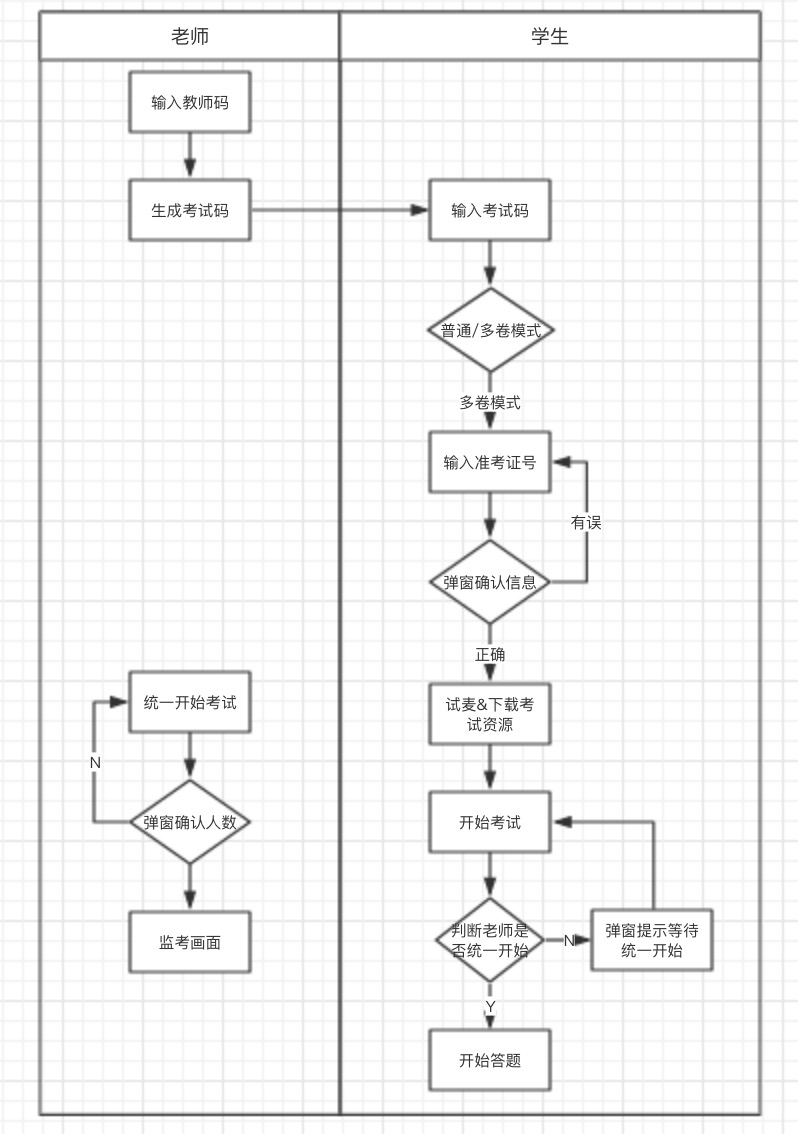 老师
学生
输入教师码
生成考试码
输入考试码
普通/多卷模式
多卷模式
输入准考证号
有误
弹窗确认信息
正确
统一开始考试
试麦&下载考
试资源
N
弹窗确认人数
开始考试
监考画面
判断老师是
否统一开始
N
弹窗提示等待
统一开始
Y
开始答题